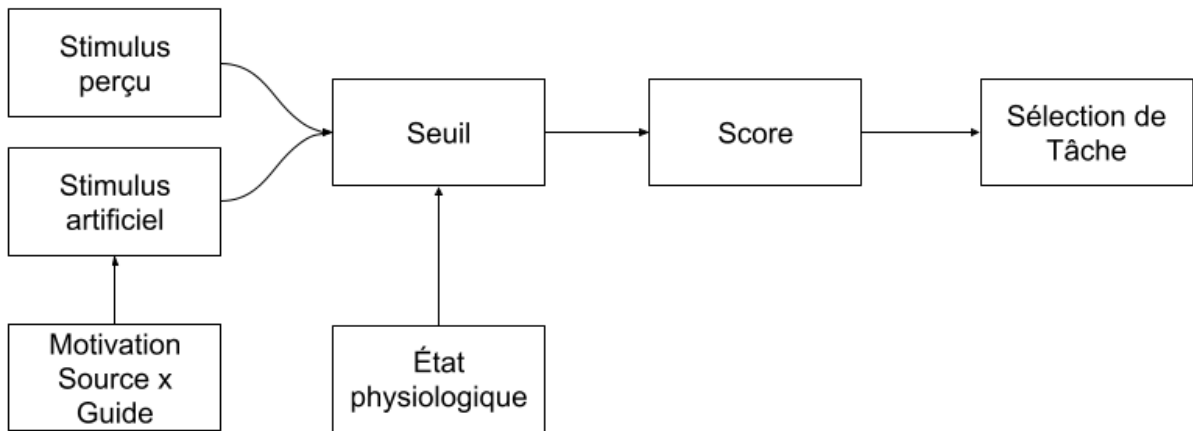 Stimulus
perçu
Stimulus
artificiel
Motivation
Source x
Guide
Seuil
État
physiologique
Score
Sélection de
Tâche